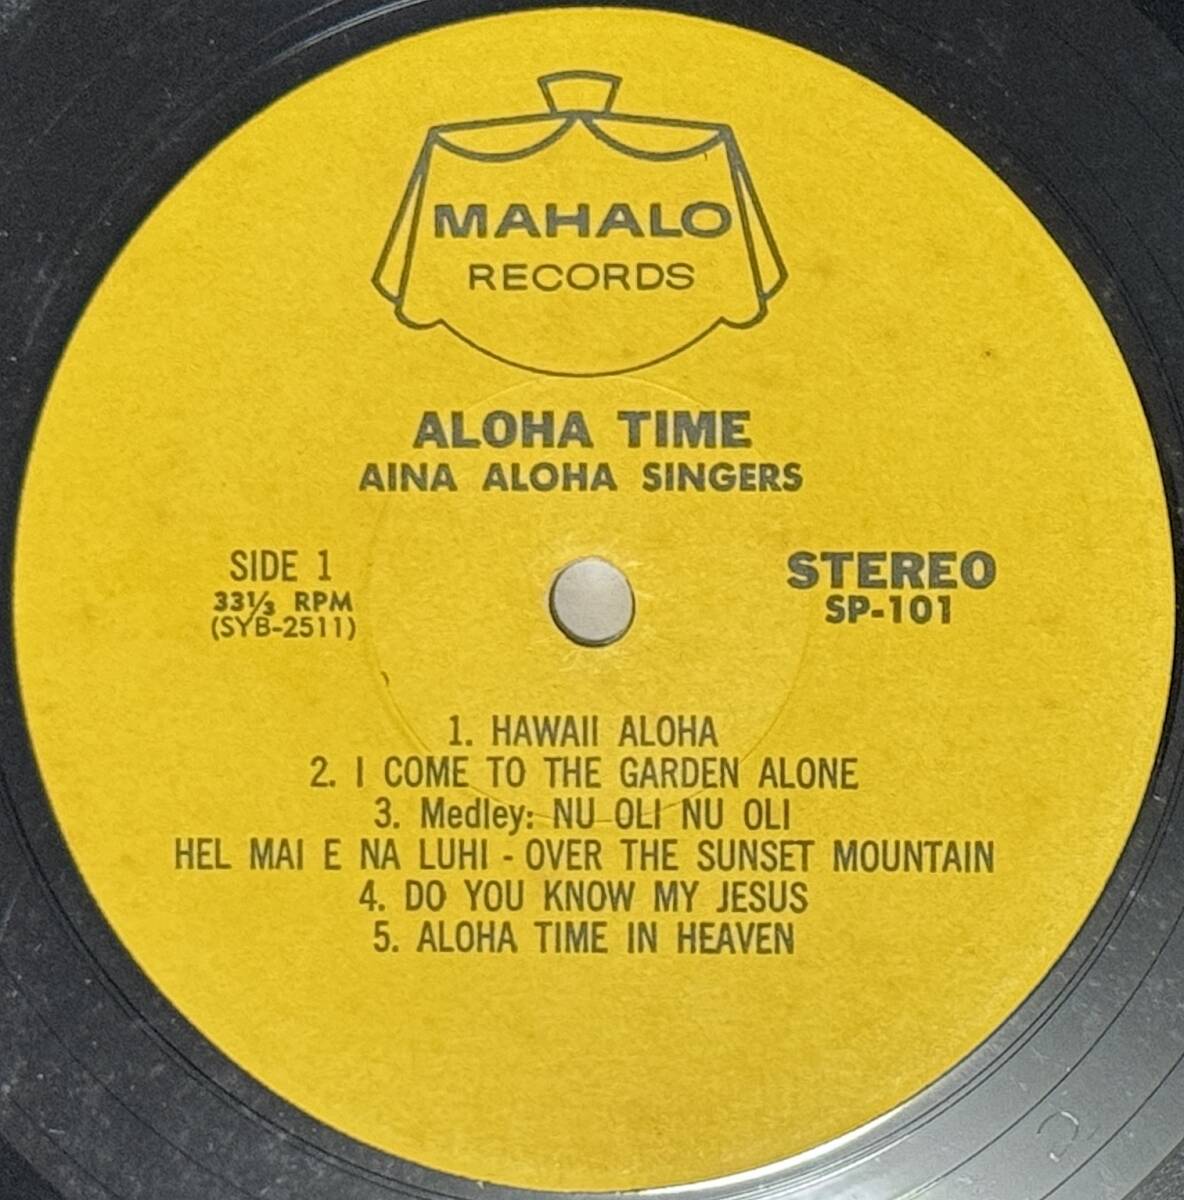 MAHALO
RECORDS
ALOHA TIME
AINA ALOHA SINGERS
SIDE 1
33⅓ RPM
(SYB-2511)
STEREO
SP-101
1. HAWAII ALOHA
2. I COME TO THE GARDEN ALONE
3. Medley: NU OLI NU OLI
HEL MAI E NA LUHI - OVER THE SUNSET MOUNTAIN
4. DO YOU KNOW MY JESUS
5. ALOHA TIME IN HEAVEN